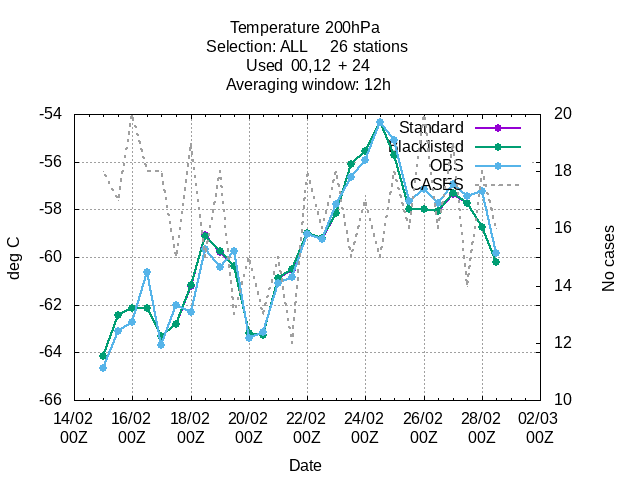 Temperature 200hPa
Selection: ALL 26 stations
Used 00,12 + 24
Averaging window: 12h
-54
-56
-58
-60
-62
-64
-66
deg C
20
18
16
14
12
10
No cases
Standard
lacklisted
OBS
CASES
14/02 16/02 18/02 20/02 22/02 24/02 26/02 28/02 02/03
00Z 00Z 00Z 00Z 00Z 00Z 00Z 00Z 00Z
Date